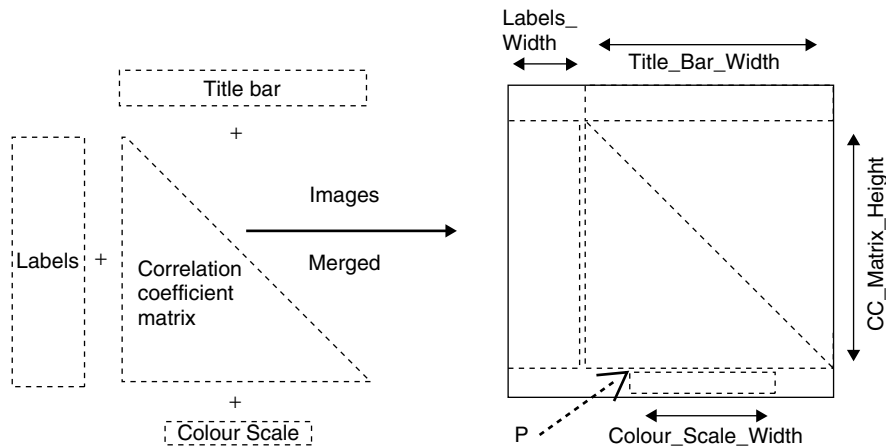 Title bar
+
Labels
+
Correlation
coefficient
matrix
+
Colour Scale
Images
Merged
Labels_
Width
Title_Bar_Width
CC_Matrix_Height
P
Colour_Scale_Width